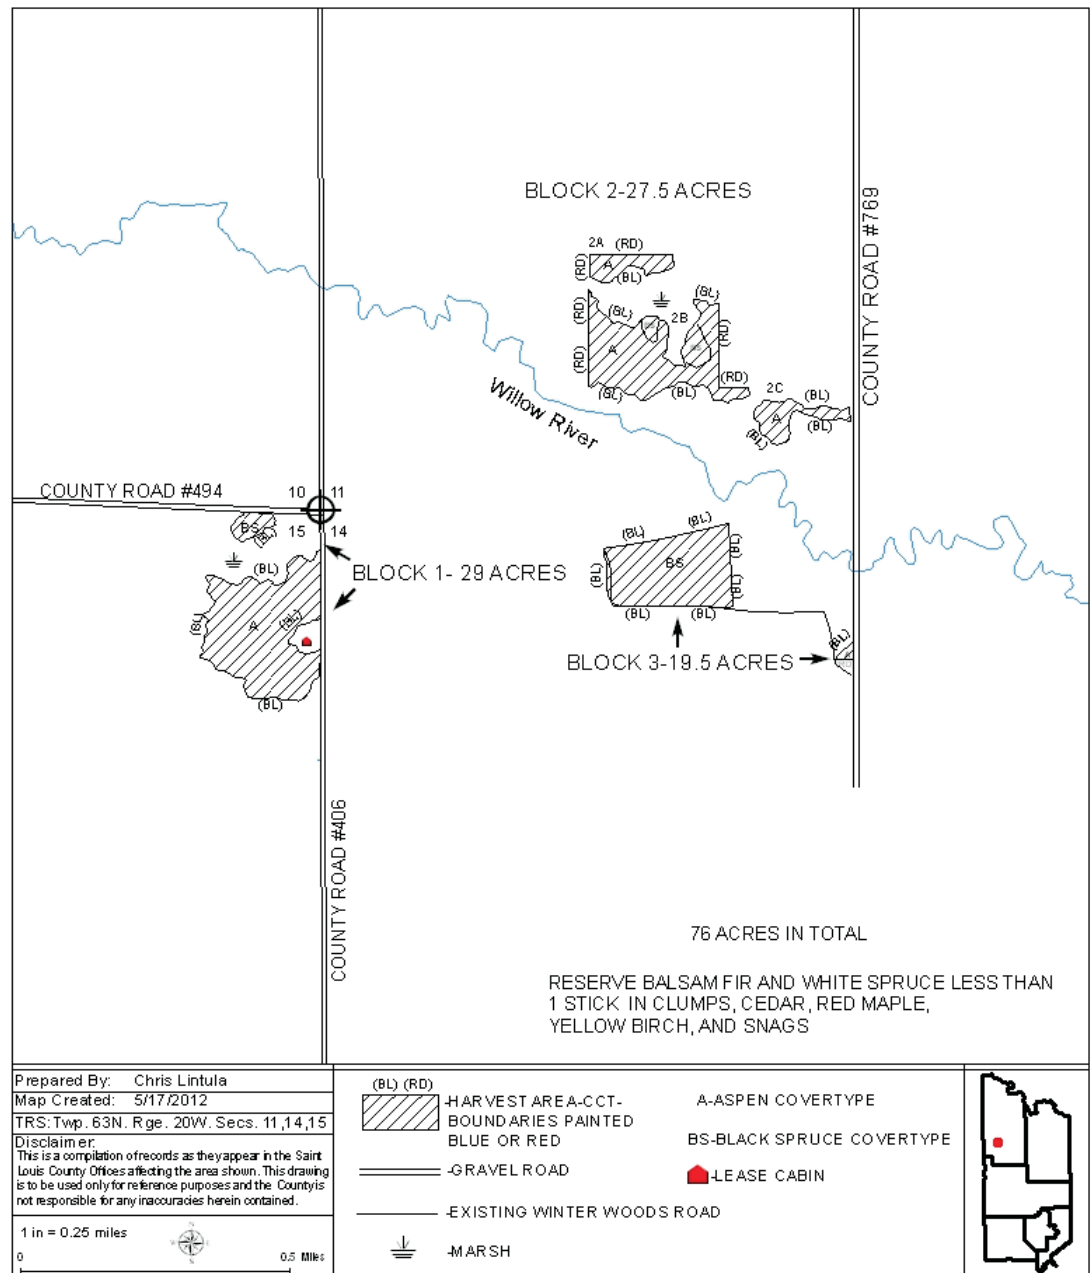 BLOCK 2-27.5 ACRES
COUNTY ROAD #769
2A (RD)
(RD)
A
(BL)
(BL)
(RD)
(BL)
2B
(RD)
A
(RD)
(RD)
(BL)
(BL)
2C
(BL)
A
(BL)
(BL)
Willow River
COUNTY ROAD #494
10 11
15 14
BS
(BL)
(BL)
BLOCK 1- 29 ACRES
(BL)
A
(BL)
(BL)
(BL)
(BL)
(BL)
BS
(BL)
(BL)
(BL)
(BL)
BLOCK 3-19.5 ACRES
(BL)
A
COUNTY ROAD #406
76 ACRES IN TOTAL
RESERVE BALSAM FIR AND WHITE SPRUCE LESS THAN
1 STICK IN CLUMPS, CEDAR, RED MAPLE,
YELLOW BIRCH, AND SNAGS
Prepared By: Chris Lintula
Map Created: 5/17/2012
TRS: Twp. 63N. Rge. 20W. Secs. 11,14,15
Disclaimer:
This is a compilation of records as they appear in the Saint
Louis County Offices affecting the area shown. This drawing
is to be used only for reference purposes and the County is
not responsible for any inaccuracies herein contained.
1 in = 0.25 miles
N
W E
S
0 0.5 Miles
(BL) (RD)
-HARVEST AREA-CCT-
BOUNDARIES PAINTED
BLUE OR RED
-GRAVEL ROAD
-EXISTING WINTER WOODS ROAD
-MARSH
A-ASPEN COVERTYPE
BS-BLACK SPRUCE COVERTYPE
-LEASE CABIN